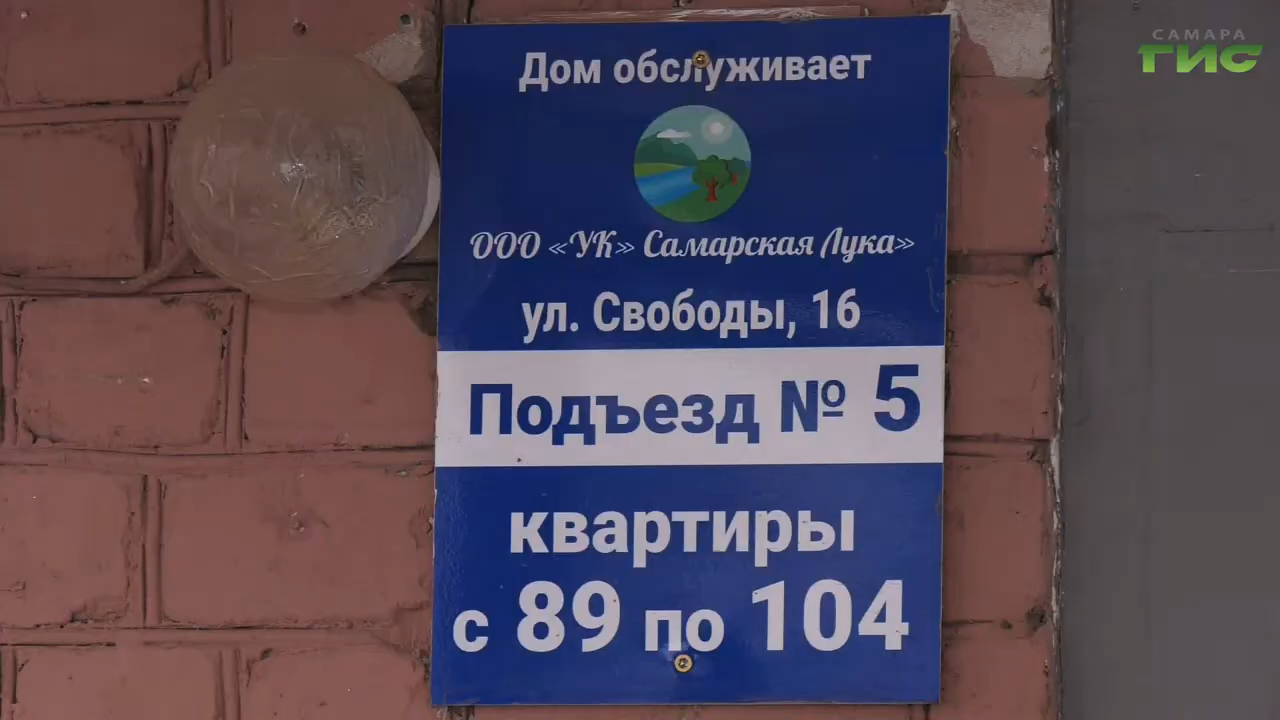 САМАРА
ГИС
Дом обслуживает
ООО «УК» Самарская Лука»
ул. Свободы, 16
Подъезд № 5
квартиры
с 89 по 104